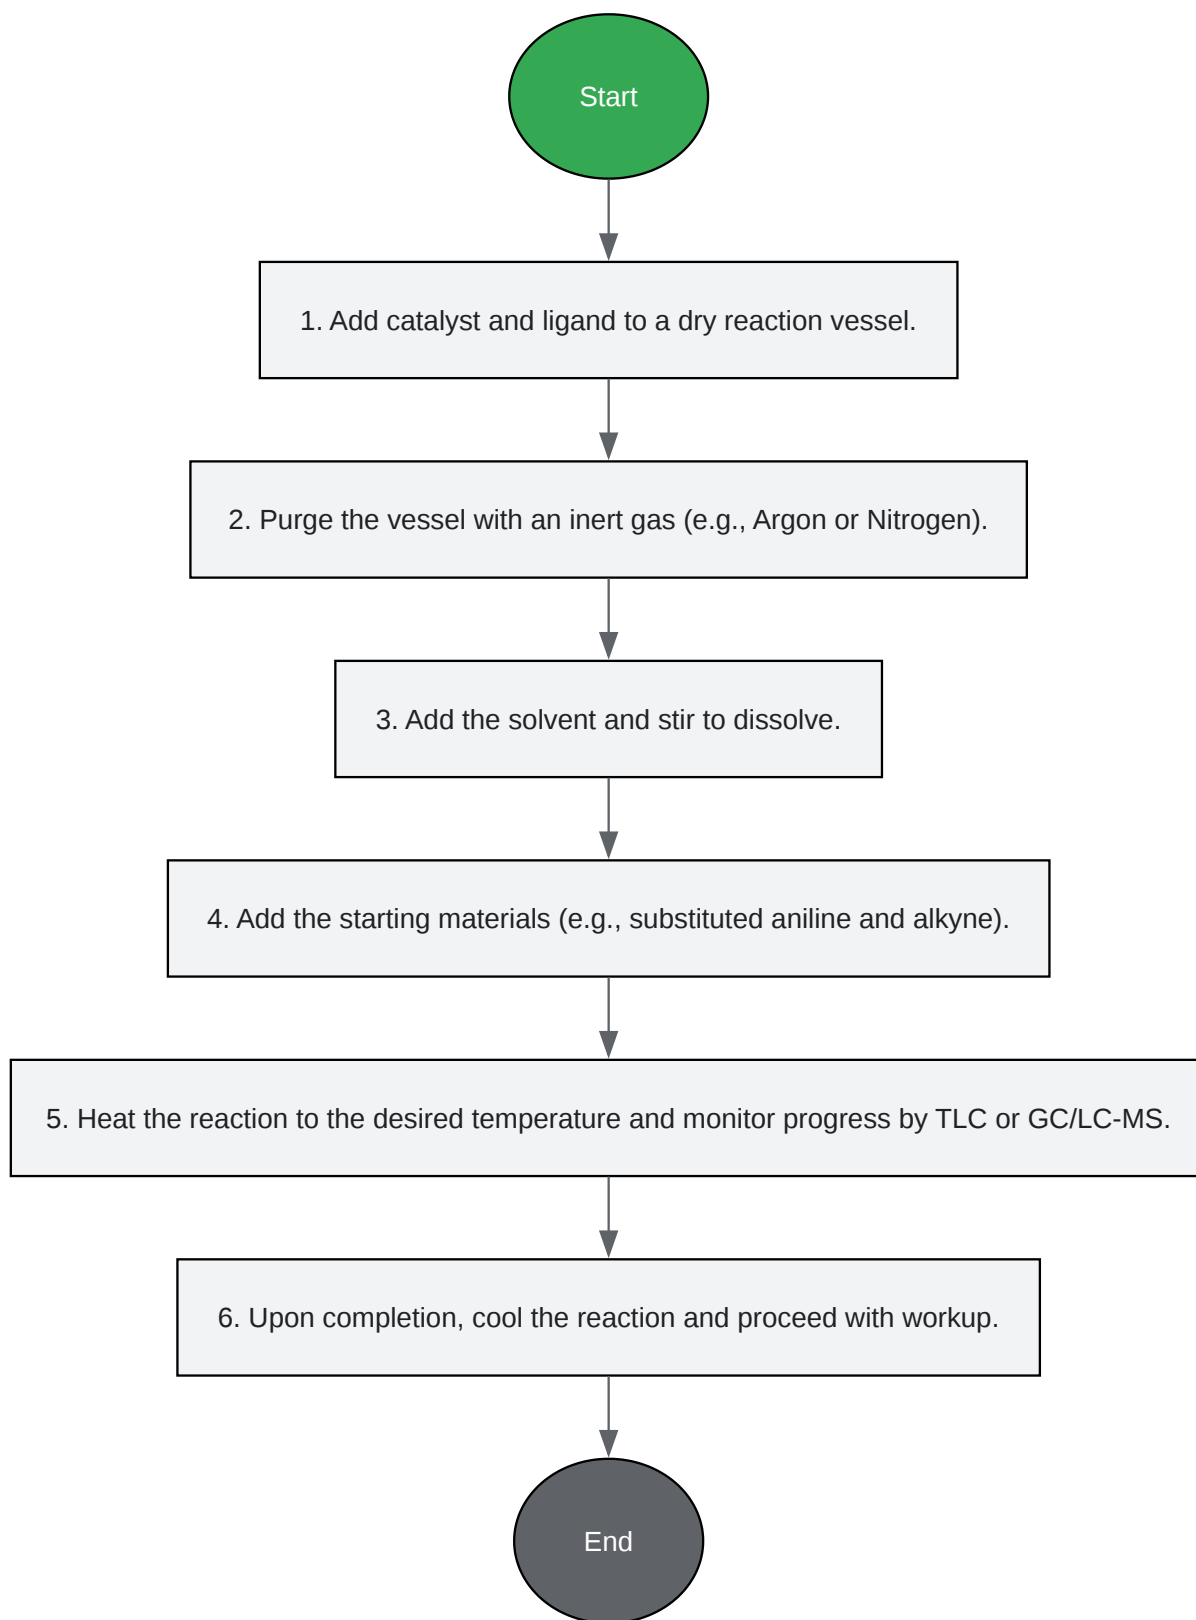 Start
1. Add catalyst and ligand to a dry reaction vessel.
2. Purge the vessel with an inert gas (e.g., Argon or Nitrogen).
3. Add the solvent and stir to dissolve.
4. Add the starting materials (e.g., substituted aniline and alkyne).
5. Heat the reaction to the desired temperature and monitor progress by TLC or GC/LC-MS.
6. Upon completion, cool the reaction and proceed with workup.
End